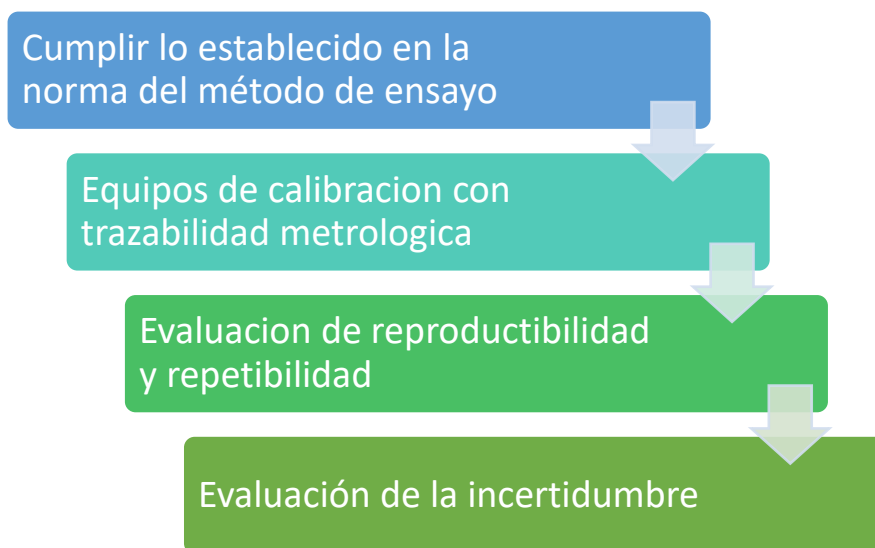 Cumplir lo establecido en la
norma del método de ensayo
Equipos de calibracion con
trazabilidad metrologica
Evaluacion de reproductibilidad
y repetibilidad
Evaluación de la incertidumbre